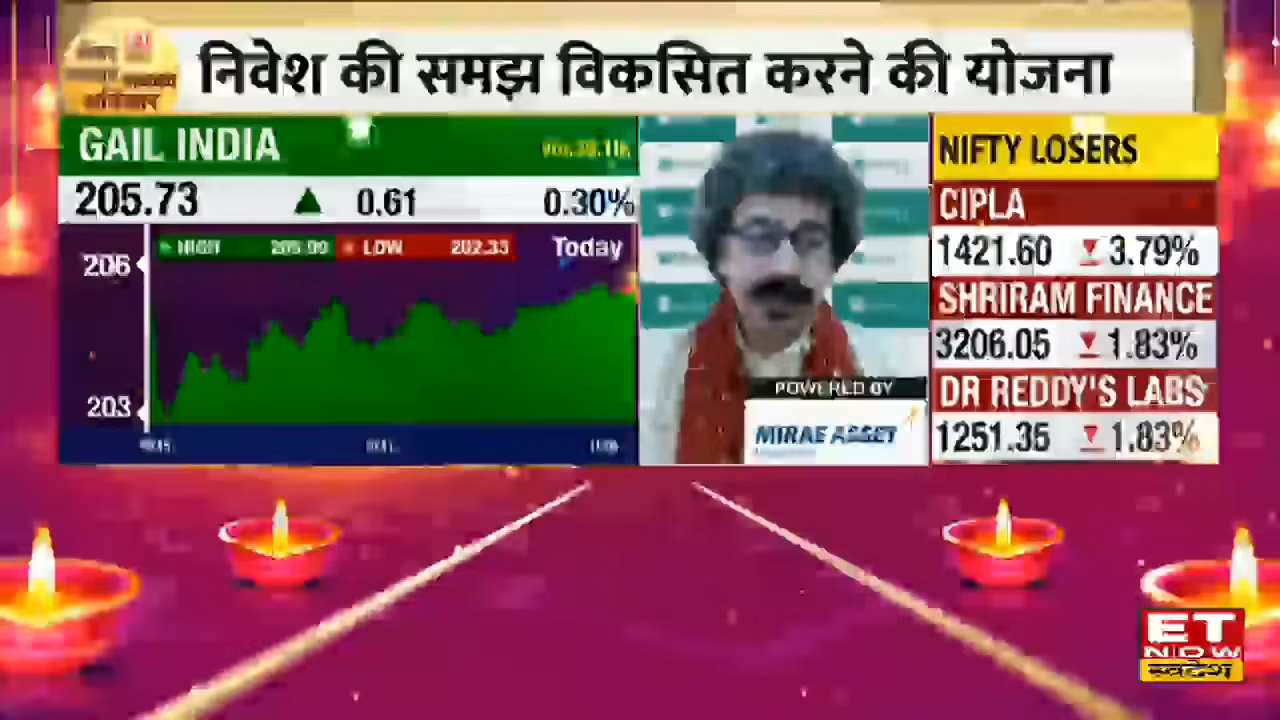 निवेश की समझ विकसित करने की योजना
GAIL INDIA
205.73 ▲ 0.61 0.30%
HIGH 205.99 LOW 202.33 Today
206
203
POWERED BY
MIRAE ASSET
NIFTY LOSERS
CIPLA
1421.60 3.79%
SHRIRAM FINANCE
3206.05 1.83%
DR REDDY'S LABS
1251.35 1.83%
ET
NOW
स्वदेश